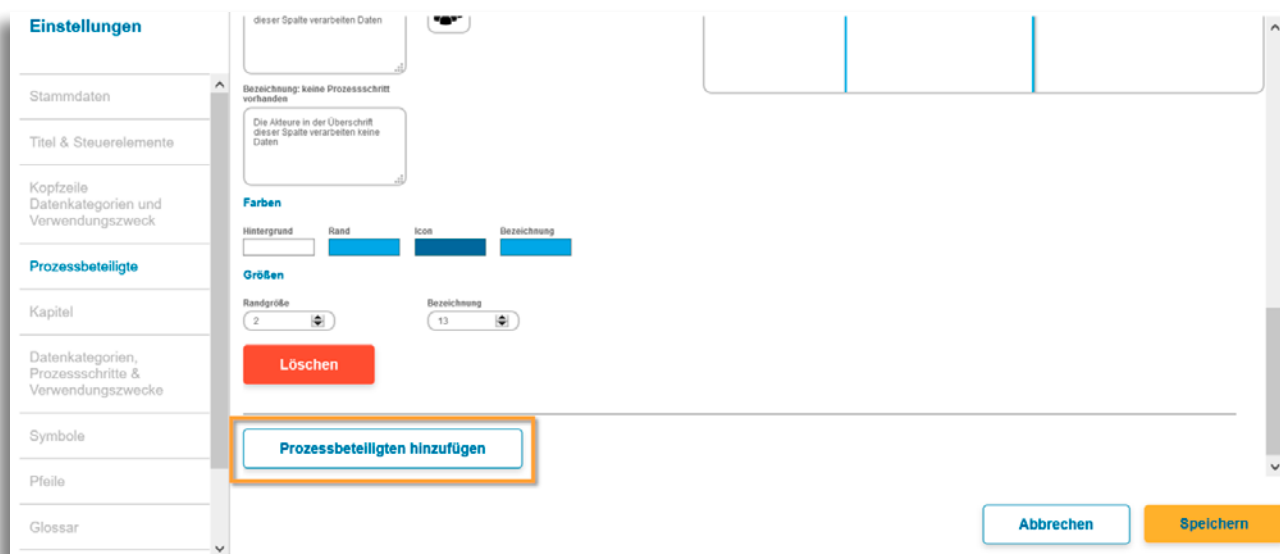 Einstellungen
Stammdaten
Titel & Steuerelemente
Kopfzeile
Datenkategorien und
Verwendungszweck
Prozessbeteiligte
Kapitel
Datenkategorien,
Prozessschritte &
Verwendungszwecke
Symbole
Pfeile
Glossar
dieser Spalte verarbeiten Daten
Bezeichnung: keine Prozessschritt
vorhanden
Die Akteure in der Überschrift
dieser Spalte verarbeiten keine
Daten
Farben
Hintergrund Rand Icon Bezeichnung
Größen
Randgröße Bezeichnung
2 13
Löschen
Prozessbeteiligten hinzufügen
Abbrechen Speichern